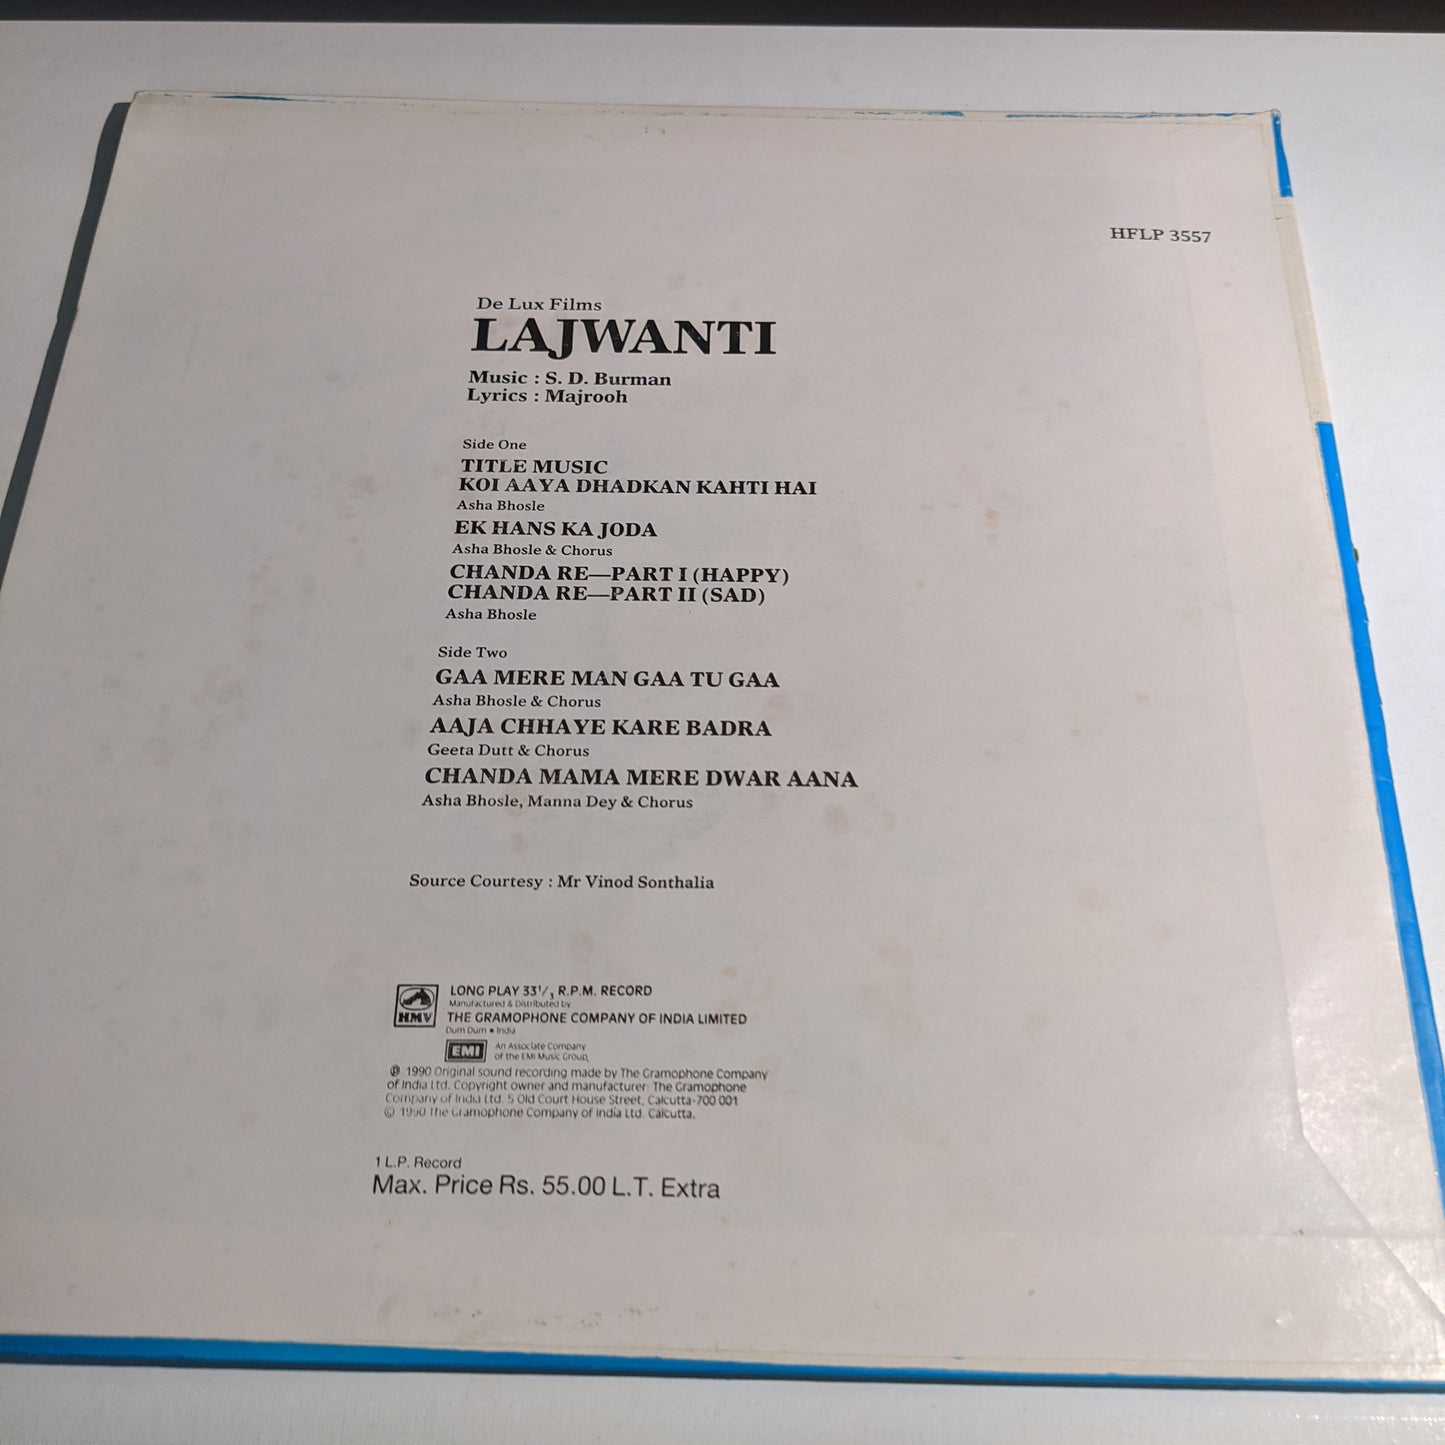 HFLP 3557
De Lux Films
LAJWANTI
Music : S. D. Burman
Lyrics : Majrooh
Side One
TITLE MUSIC
KOI AAYA DHADKAN KAHTI HAI
Asha Bhosle
EK HANS KA JODA
Asha Bhosle & Chorus
CHANDA RE—PART I (HAPPY)
CHANDA RE—PART II (SAD)
Asha Bhosle
Side Two
GAA MERE MAN GAA TU GAA
Asha Bhosle & Chorus
AAJA CHHAYE KARE BADRA
Geeta Dutt & Chorus
CHANDA MAMA MERE DWAR AANA
Asha Bhosle, Manna Dey & Chorus
Source Courtesy : Mr Vinod Sonthalia
HMV
LONG PLAY 33 1/3 R.P.M. RECORD
Manufactured & Distributed by
THE GRAMOPHONE COMPANY OF INDIA LIMITED
Dum Dum • India
EMI
An Associate Company
of the EMI Music Group,
℗ 1990 Original sound recording made by The Gramophone Company
of India Ltd. Copyright owner and manufacturer The Gramophone
Company of India Ltd. 5 Old Court House Street, Calcutta-700 001
© 1990 The Gramophone Company of India Ltd. Calcutta.
1 L.P. Record
Max. Price Rs. 55.00 L.T. Extra